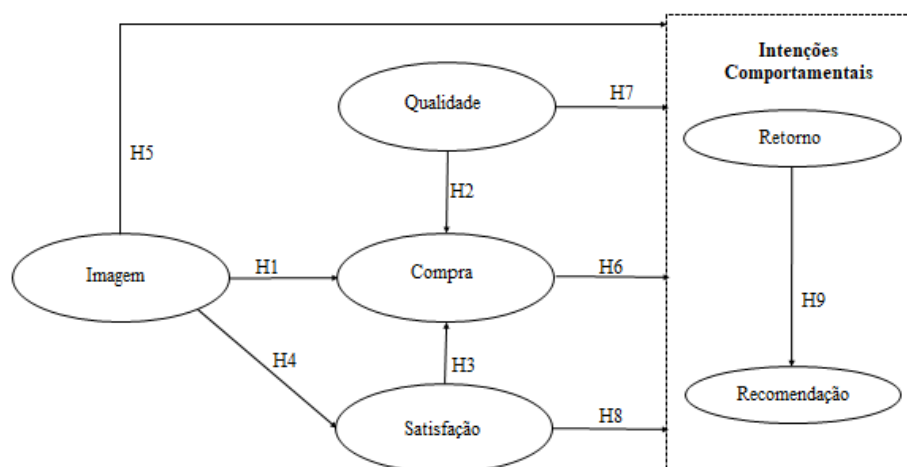 Intenções
Comportamentais
Qualidade
H7
Retorno
H5
H2
Imagem
H1
Compra
H6
H9
H4
H3
Recomendação
Satisfação
H8